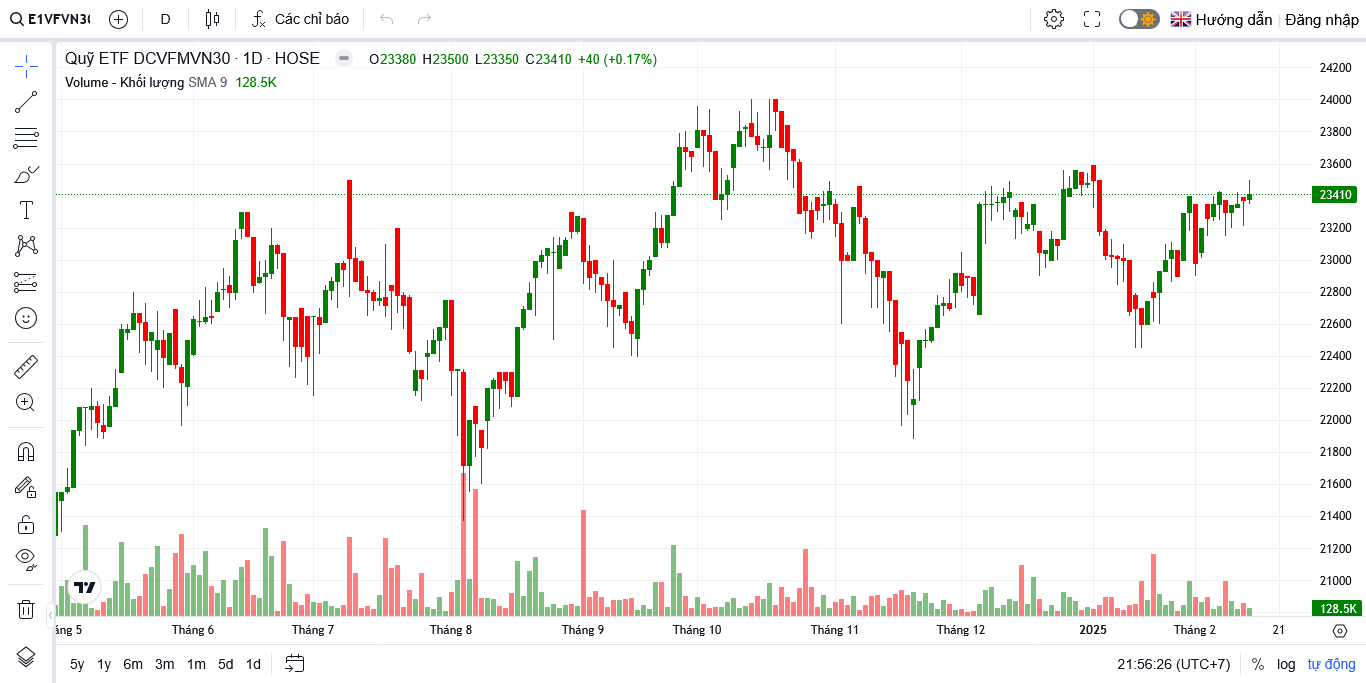 E1VFVN30 D Các chỉ báo Hướng dẫn Đăng nhập
Quỹ ETF DCVFMVN30 · 1D · HOSE O23380 H23500 L23350 C23410 +40 (+0.17%)
Volume - Khối lượng SMA 9 128.5K
24200
24000
23800
23600
23410
23200
23000
22800
22600
22400
22200
22000
21800
21600
21400
21200
21000
128.5K
áng 5 Tháng 6 Tháng 7 Tháng 8 Tháng 9 Tháng 10 Tháng 11 Tháng 12 2025 Tháng 2 21
5y 1y 6m 3m 1m 5d 1d 21:56:26 (UTC+7) % log tự động